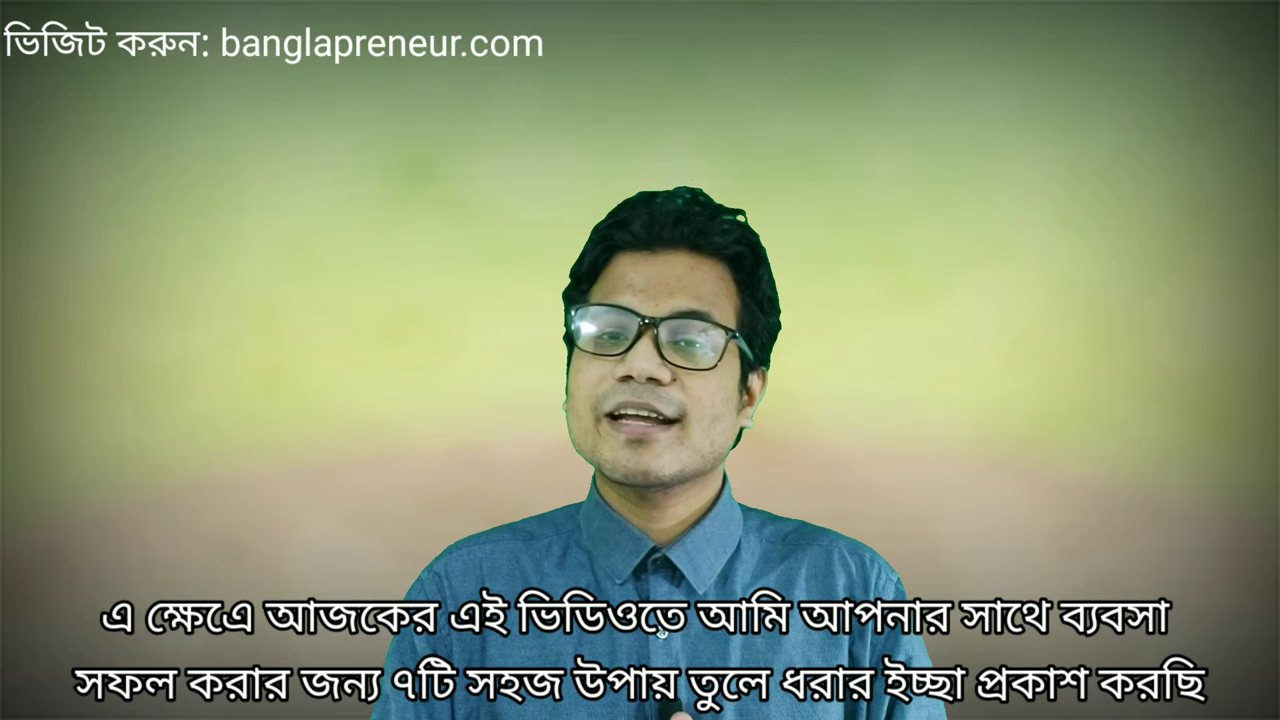 ভিজিট করুন: banglapreneur.com
এ ক্ষেএে আজকের এই ভিডিওতে আমি আপনার সাথে ব্যবসা
সফল করার জন্য ৭টি সহজ উপায় তুলে ধরার ইচ্ছা প্রকাশ করছি